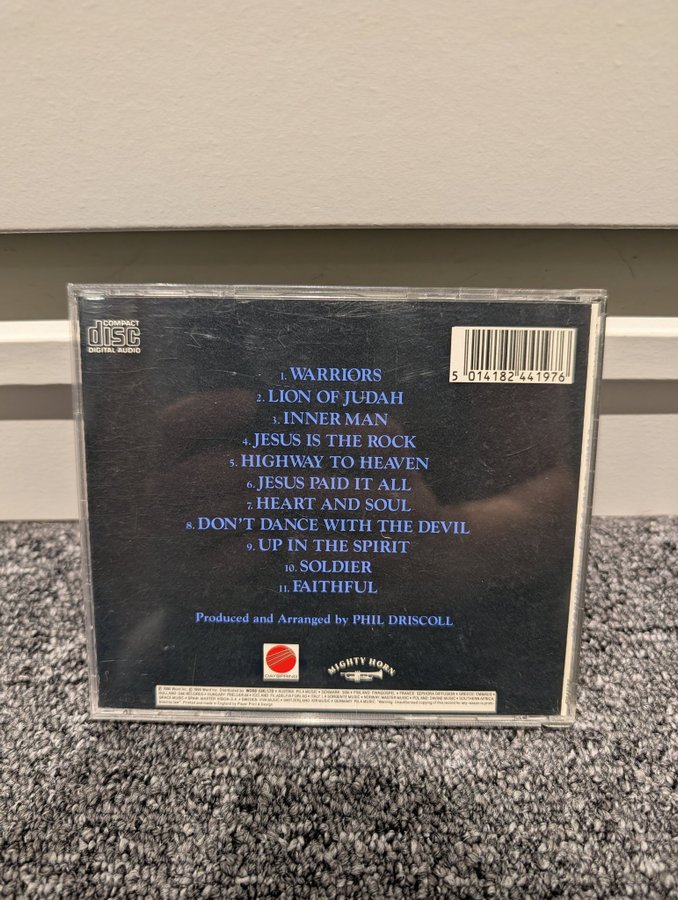 COMPACT
disc
DIGITAL AUDIO
5 014182 441976
1. WARRIORS
2. LION OF JUDAH
3. INNER MAN
4. JESUS IS THE ROCK
5. HIGHWAY TO HEAVEN
6. JESUS PAID IT ALL
7. HEART AND SOUL
8. DON'T DANCE WITH THE DEVIL
9. UP IN THE SPIRIT
10. SOLDIER
11. FAITHFUL
Produced and Arranged by PHIL DRISCOLL
DAYSPRING
MIGHTY HORN